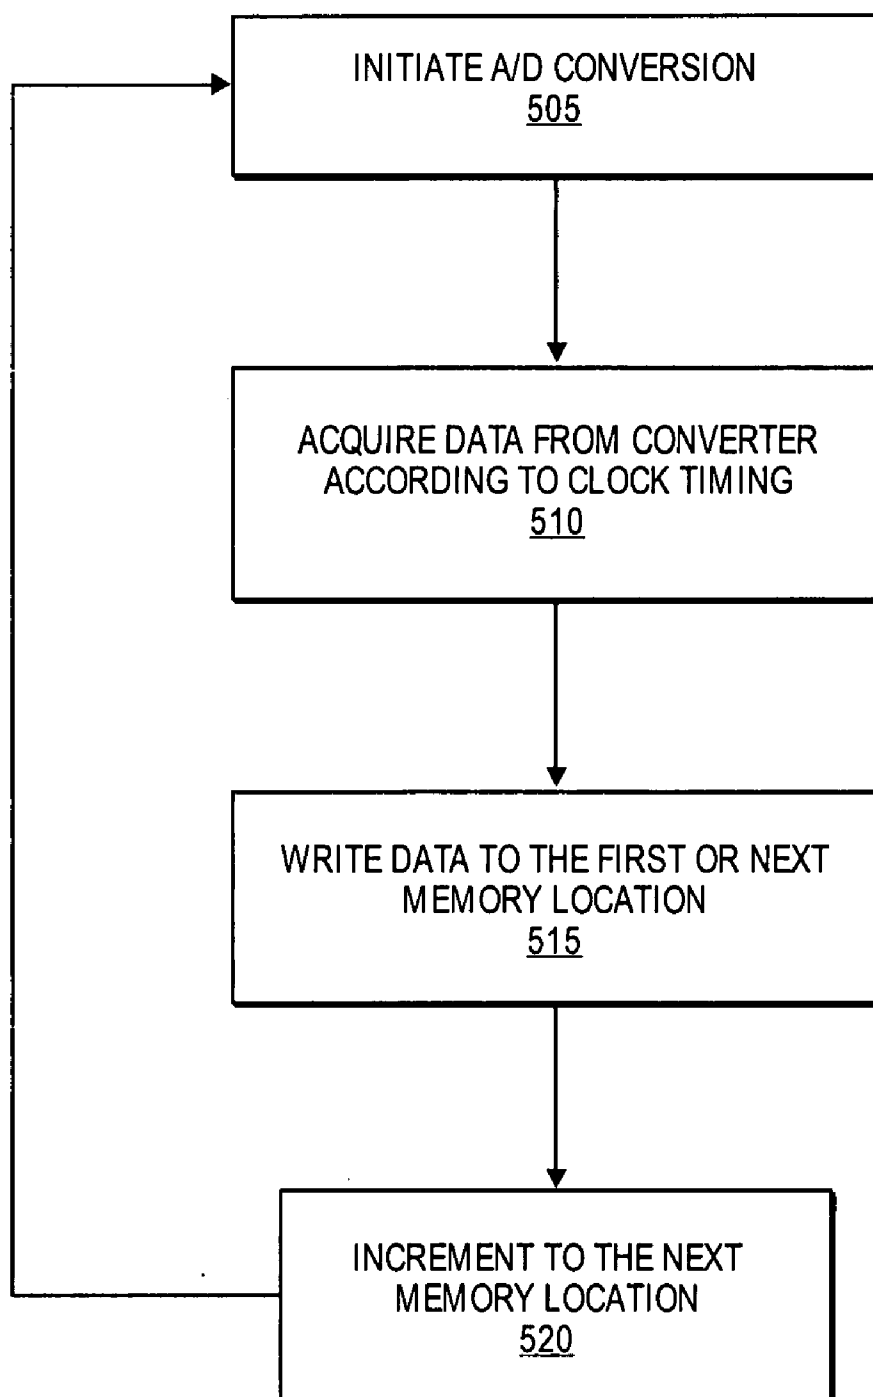 INITIATE A/D CONVERSION
505
ACQUIRE DATA FROM CONVERTER
ACCORDING TO CLOCK TIMING
510
WRITE DATA TO THE FIRST OR NEXT
MEMORY LOCATION
515
INCREMENT TO THE NEXT
MEMORY LOCATION
520